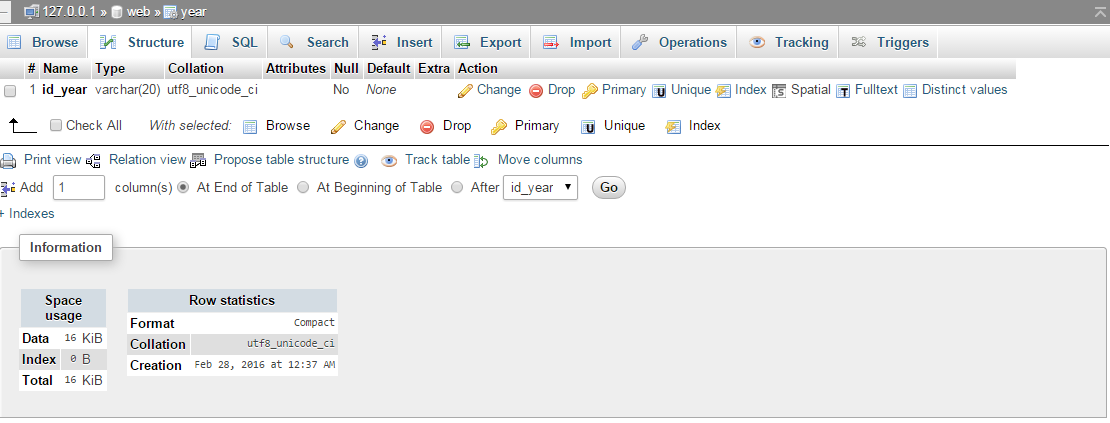 127.0.0.1 » web » year
Browse Structure SQL Search Insert Export Import Operations Tracking Triggers
# Name Type Collation Attributes Null Default Extra Action
1 id_year varchar(20) utf8_unicode_ci No None Change Drop Primary Unique Index Spatial Fulltext Distinct values
Check All With selected: Browse Change Drop Primary Unique Index
Print view Relation view Propose table structure Track table Move columns
Add 1 column(s) At End of Table At Beginning of Table After id_year Go
+ Indexes
Information
Space usage
Data 16 KiB
Index 0 B
Total 16 KiB
Row statistics
Format Compact
Collation utf8_unicode_ci
Creation Feb 28, 2016 at 12:37 AM